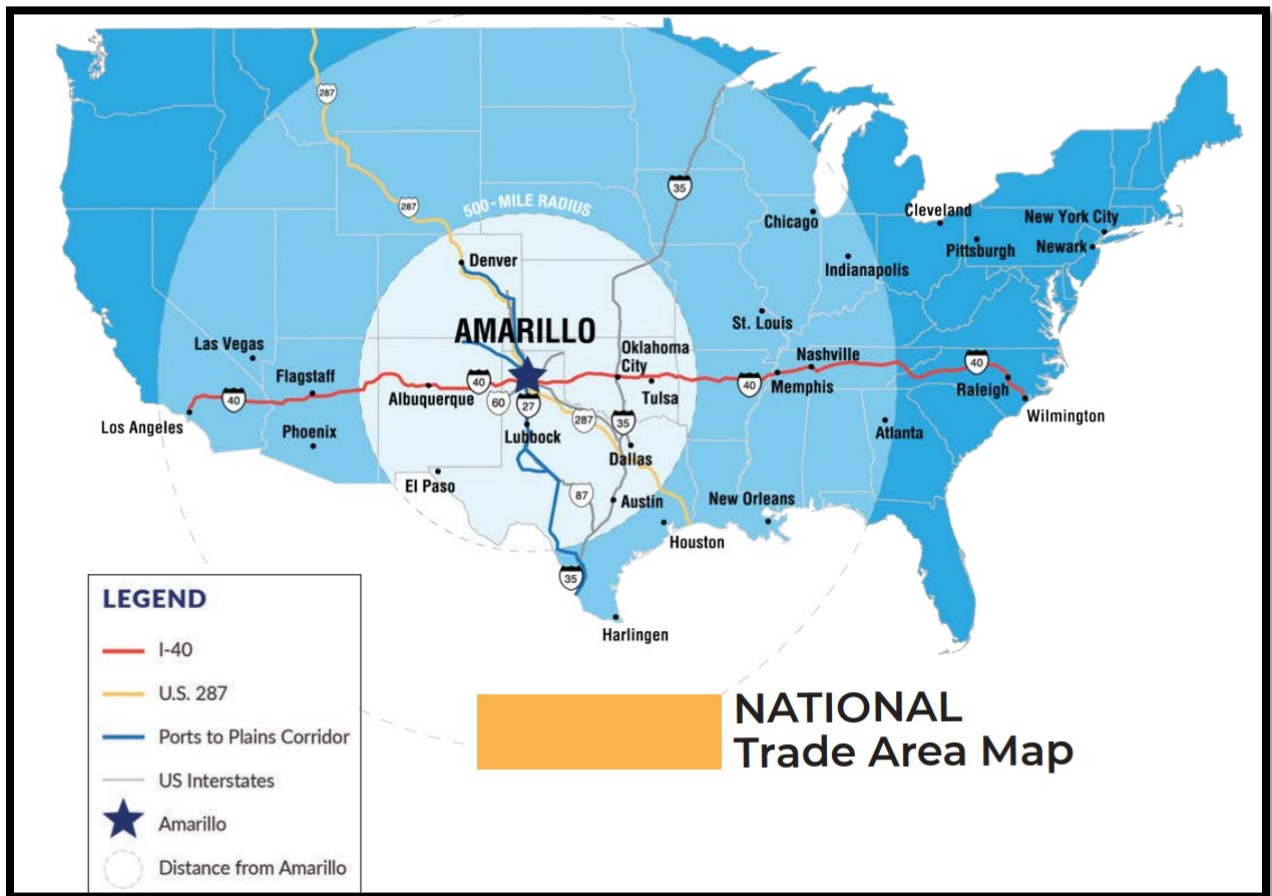 287
287
35
500-MILE RADIUS
Chicago
Cleveland
New York City
Pittsburgh
Newark
Indianapolis
Denver
AMARILLO
St. Louis
Las Vegas
Oklahoma
City
Nashville
Flagstaff
40
40
Albuquerque
60
27
Tulsa
40
Memphis
40
Raleigh
Wilmington
Los Angeles
Phoenix
Lubbock
287
35
Dallas
Atlanta
El Paso
87
Austin
New Orleans
Houston
35
Harlingen
LEGEND
I-40
U.S. 287
Ports to Plains Corridor
US Interstates
Amarillo
Distance from Amarillo
NATIONAL
Trade Area Map